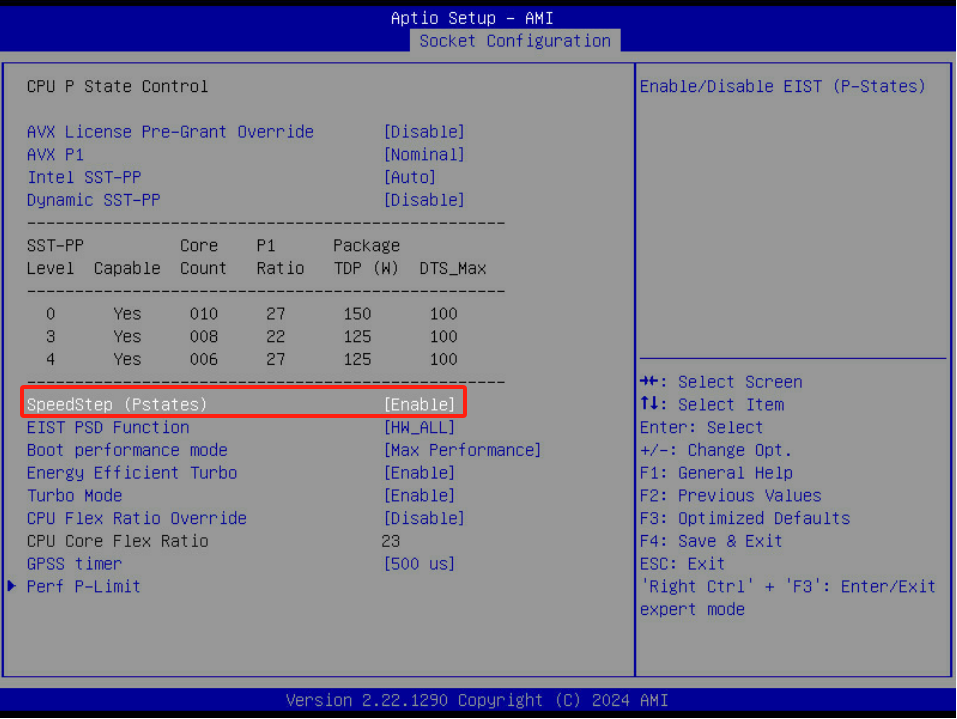 Aptio Setup - AMI
Socket Configuration
CPU P State Control
AVX License Pre-Grant Override [Disable]
AVX P1 [Nominal]
Intel SST-PP [Auto]
Dynamic SST-PP [Disable]
--------------------------------------------------
SST-PP Core P1 Package
Level Capable Count Ratio TDP (W) DTS_Max
--------------------------------------------------
0 Yes 010 27 150 100
3 Yes 008 22 125 100
4 Yes 006 27 125 100
--------------------------------------------------
SpeedStep (Pstates) [Enable]
EIST PSD Function [HW_ALL]
Boot performance mode [Max Performance]
Energy Efficient Turbo [Enable]
Turbo Mode [Enable]
CPU Flex Ratio Override [Disable]
CPU Core Flex Ratio 23
GPSS timer [500 us]
Perf P-Limit
Enable/Disable EIST (P-States)
→←: Select Screen
↑↓: Select Item
Enter: Select
+/-: Change Opt.
F1: General Help
F2: Previous Values
F3: Optimized Defaults
F4: Save & Exit
ESC: Exit
'Right Ctrl' + 'F3': Enter/Exit
expert mode
Version 2.22.1290 Copyright (C) 2024 AMI